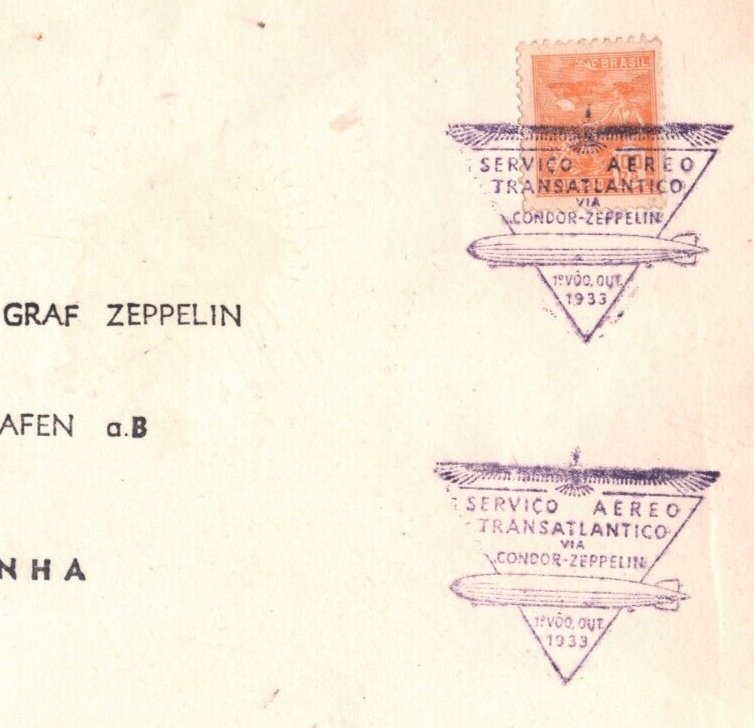 BRASIL
SERVIÇO AEREO
TRANSATLANTICO
VIA
CONDOR-ZEPPELIN
1º VÔO, OUT.
1933
GRAF ZEPPELIN
AFEN a.B
NHA
SERVIÇO AEREO
TRANSATLANTICO
VIA
CONDOR-ZEPPELIN
1º VÔO, OUT.
1933